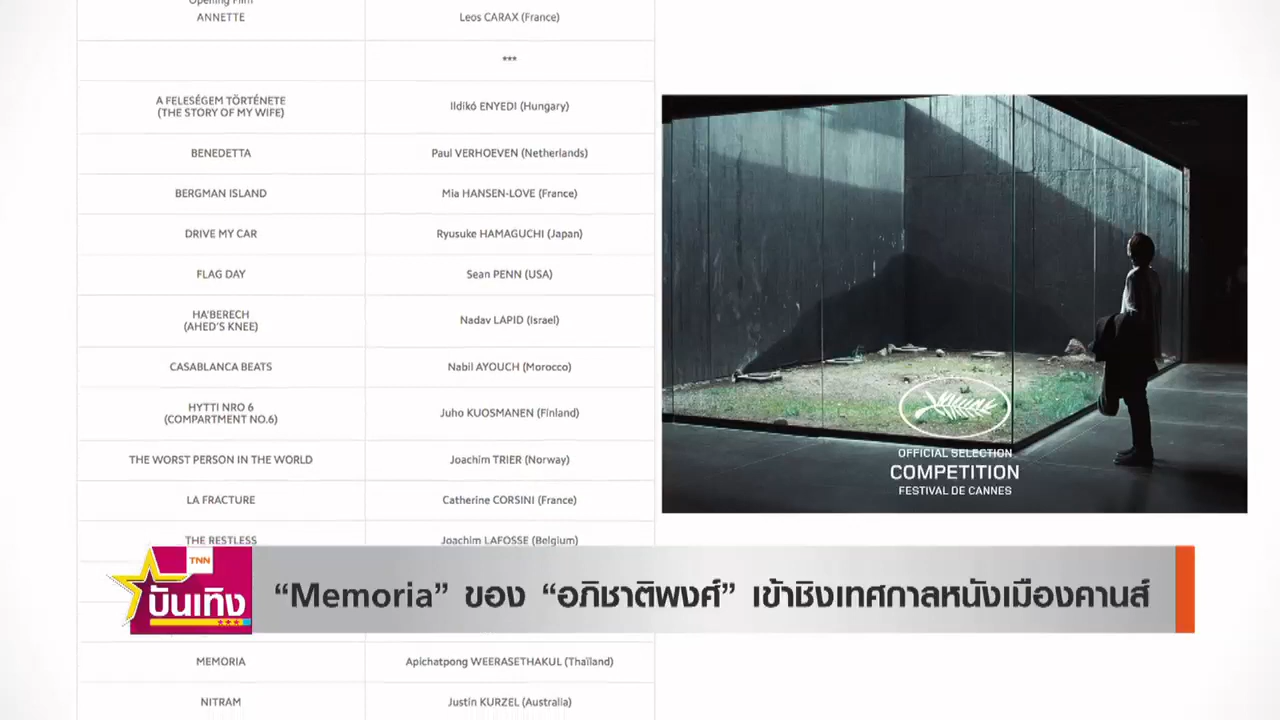 Opening Film
ANNETTE
Leos CARAX (France)
***
A FELESÉGEM TÖRTÉNETE
(THE STORY OF MY WIFE)
Ildikó ENYEDI (Hungary)
BENEDETTA
Paul VERHOEVEN (Netherlands)
BERGMAN ISLAND
Mia HANSEN-LOVE (France)
DRIVE MY CAR
Ryusuke HAMAGUCHI (Japan)
FLAG DAY
Sean PENN (USA)
HA'BERECH
(AHED'S KNEE)
Nadav LAPID (Israel)
CASABLANCA BEATS
Nabil AYOUCH (Morocco)
HYTTI NRO 6
(COMPARTMENT NO.6)
Juho KUOSMANEN (Finland)
THE WORST PERSON IN THE WORLD
Joachim TRIER (Norway)
LA FRACTURE
Catherine CORSINI (France)
THE RESTLESS
Joachim LAFOSSE (Belgium)
OFFICIAL SELECTION
COMPETITION
FESTIVAL DE CANNES
TNN
บันเทิง
“Memoria” ของ “อภิชาติพงศ์” เข้าชิงเทศกาลหนังเมืองคานส์
MEMORIA
Apichatpong WEERASETHAKUL (Thaïland)
NITRAM
Justin KURZEL (Australia)